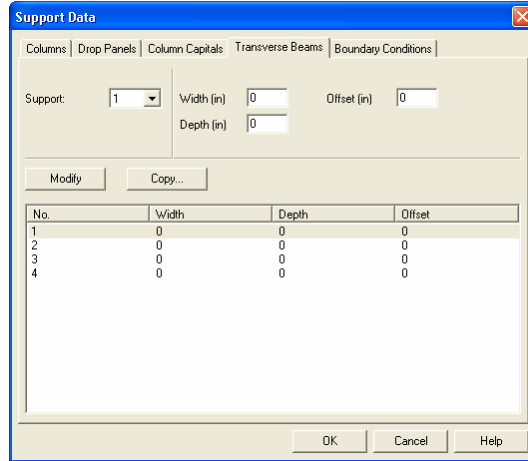 Support Data
Columns Drop Panels Column Capitals Transverse Beams Boundary Conditions
Support: 1 Width (in) 0 Offset (in) 0
Depth (in) 0
Modify Copy...
No. Width Depth Offset
1 0 0 0
2 0 0 0
3 0 0 0
4 0 0 0
OK Cancel Help